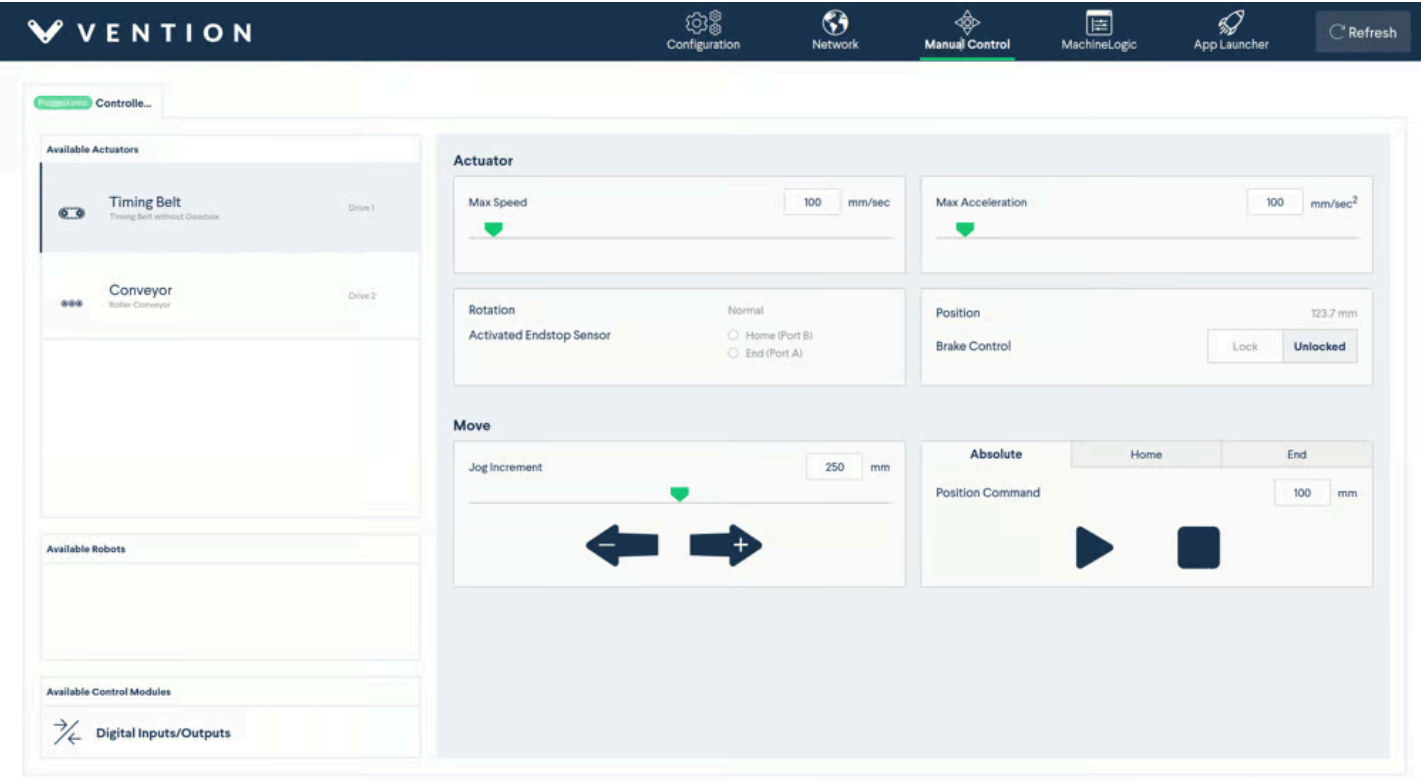 VENTION
Configuration
Network
Manual Control
MachineLogic
App Launcher
Refresh
Controlle...
Available Actuators
Timing Belt
Timing Belt without Gearbox
Drive 1
Conveyor
Roller Conveyor
Drive 2
Available Robots
Available Control Modules
Digital Inputs/Outputs
Actuator
Max Speed
100 mm/sec
Max Acceleration
100 mm/sec²
Rotation
Normal
Activated Endstop Sensor
Home (Port B)
End (Port A)
Position
123.7 mm
Brake Control
Lock
Unlocked
Move
Jog Increment
250 mm
− +
Absolute
Home
End
Position Command
100 mm